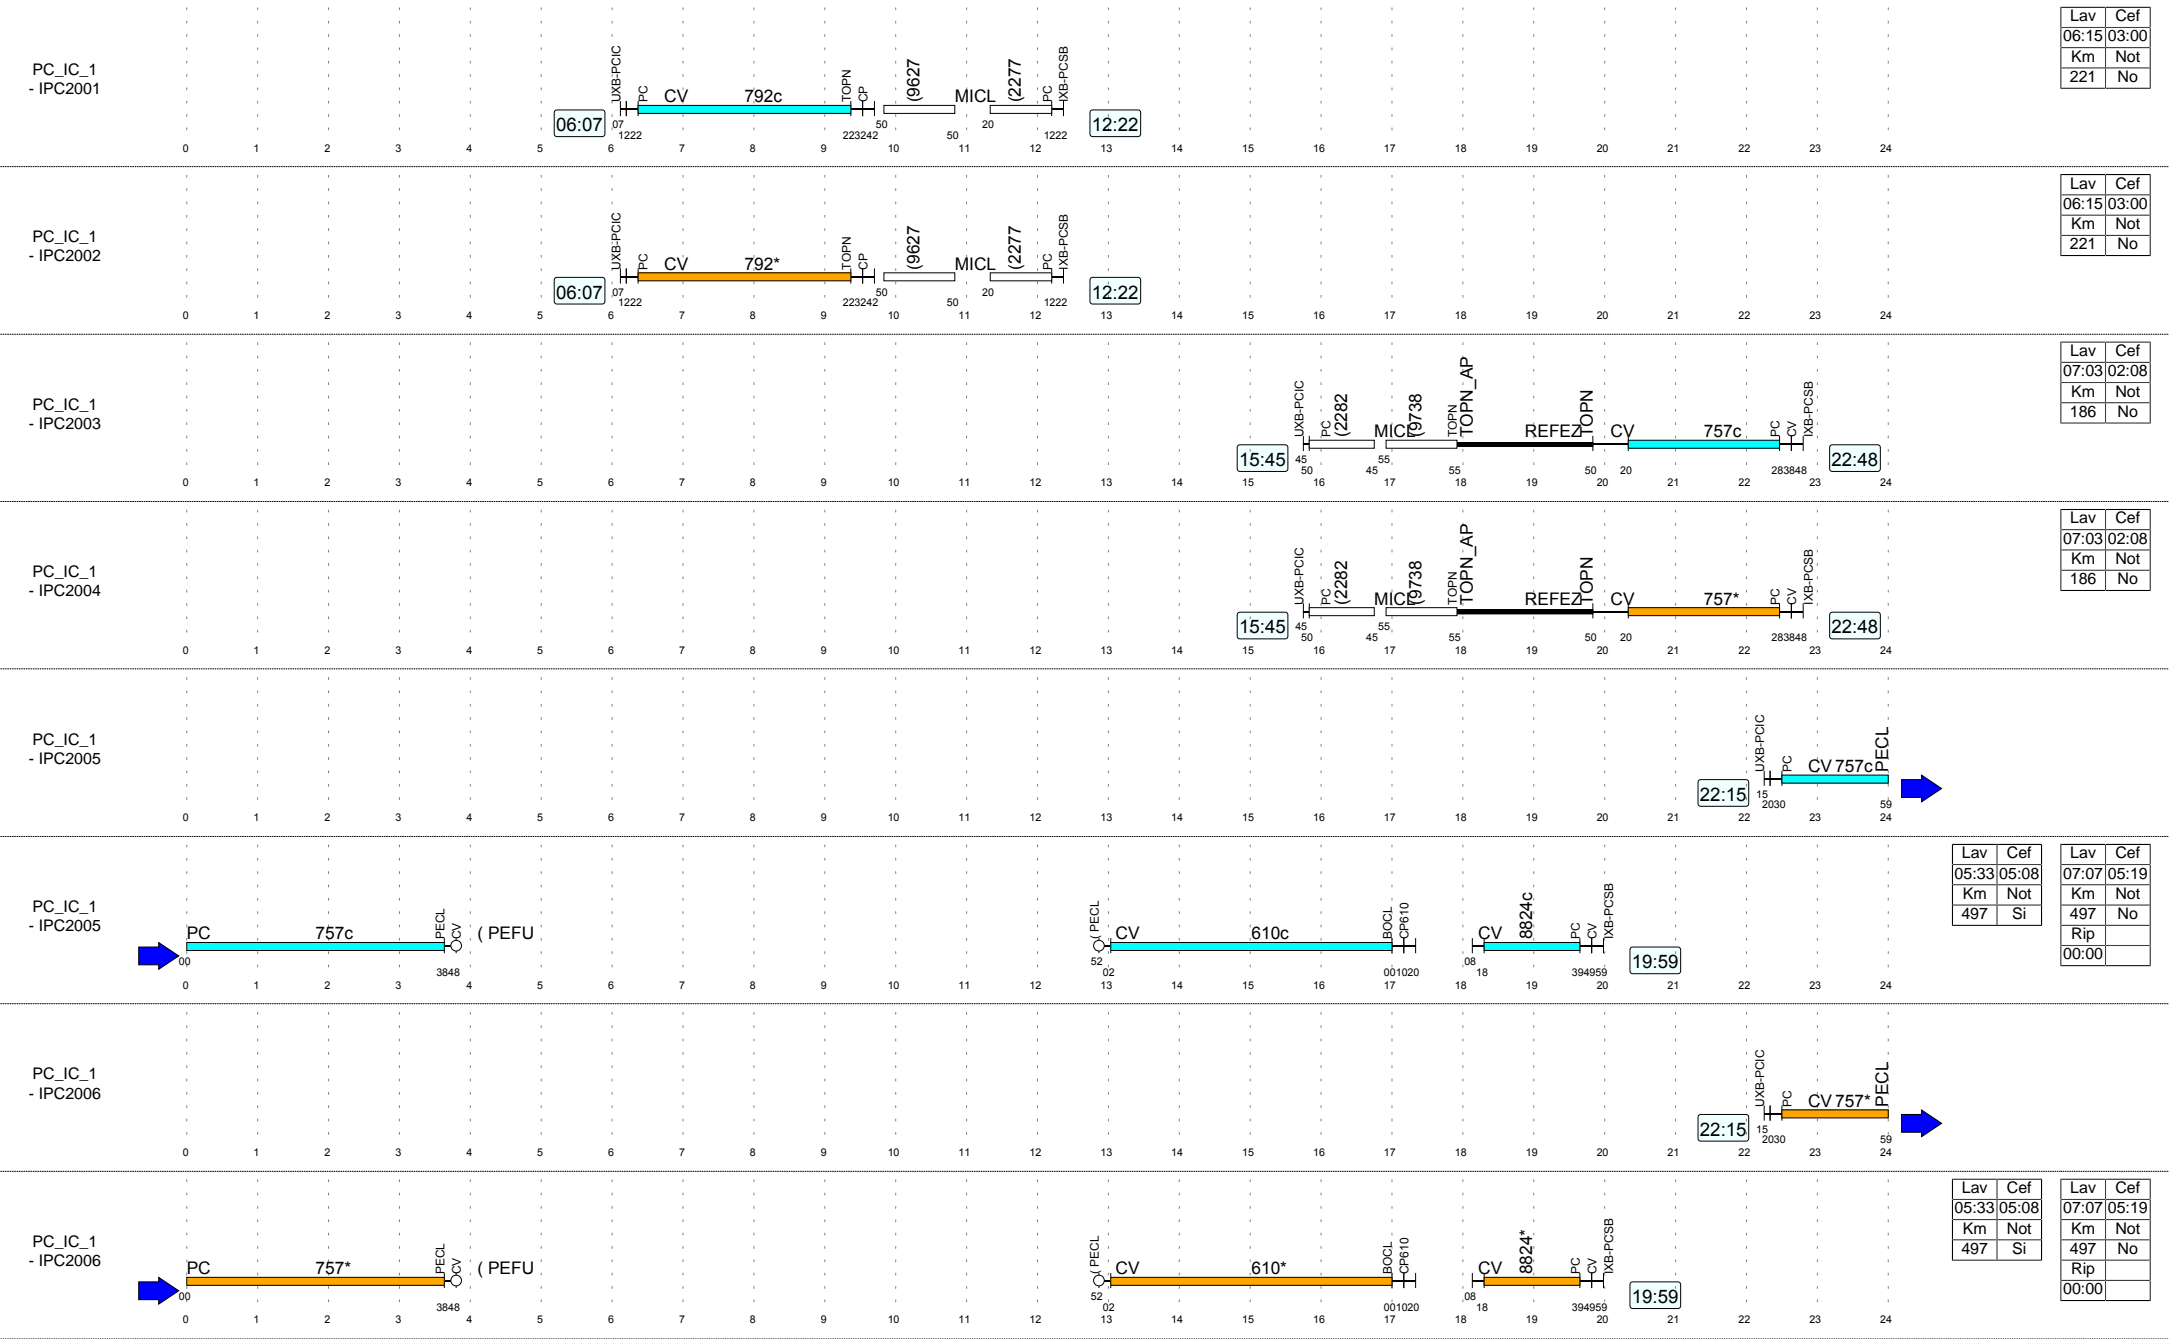 PC_IC_1
- IPC2001
06:07
UXB-PCIC
PC
CV
792c
TOPN
CP
(9627
MICL
(2277
PC
IXB-PCSB
07
1222
223242
50
50
20
1222
12:22
Lav Cef
06:15 03:00
Km Not
221 No
0 1 2 3 4 5 6 7 8 9 10 11 12 13 14 15 16 17 18 19 20 21 22 23 24
PC_IC_1
- IPC2002
06:07
UXB-PCIC
PC
CV
792*
TOPN
CP
(9627
MICL
(2277
PC
IXB-PCSB
07
1222
223242
50
50
20
1222
12:22
Lav Cef
06:15 03:00
Km Not
221 No
0 1 2 3 4 5 6 7 8 9 10 11 12 13 14 15 16 17 18 19 20 21 22 23 24
PC_IC_1
- IPC2003
15:45
UXB-PCIC
PC
(2282
MICL
(9738
TOPN
TOPN_AP
REFEZ
TOPN
CV
757c
PC
CV
IXB-PCSB
45
50
45
55
55
50
20
283848
22:48
Lav Cef
07:03 02:08
Km Not
186 No
0 1 2 3 4 5 6 7 8 9 10 11 12 13 14 15 16 17 18 19 20 21 22 23 24
PC_IC_1
- IPC2004
15:45
UXB-PCIC
PC
(2282
MICL
(9738
TOPN
TOPN_AP
REFEZ
TOPN
CV
757*
PC
CV
IXB-PCSB
45
50
45
55
55
50
20
283848
22:48
Lav Cef
07:03 02:08
Km Not
186 No
0 1 2 3 4 5 6 7 8 9 10 11 12 13 14 15 16 17 18 19 20 21 22 23 24
PC_IC_1
- IPC2005
22:15
UXB-PCIC
PC
CV
757c
PECL
15
2030
59
0 1 2 3 4 5 6 7 8 9 10 11 12 13 14 15 16 17 18 19 20 21 22 23 24
PC_IC_1
- IPC2005
PC
757c
PECL
CV
( PEFU
00
3848
( PECL
CV
610c
BOCL
CP610
CV
8824c
PC
CV
IXB-PCSB
52
02
001020
08
18
394959
19:59
Lav Cef
05:33 05:08
Km Not
497 Si
Lav Cef
07:07 05:19
Km Not
497 No
Rip
00:00
0 1 2 3 4 5 6 7 8 9 10 11 12 13 14 15 16 17 18 19 20 21 22 23 24
PC_IC_1
- IPC2006
22:15
UXB-PCIC
PC
CV
757*
PECL
15
2030
59
0 1 2 3 4 5 6 7 8 9 10 11 12 13 14 15 16 17 18 19 20 21 22 23 24
PC_IC_1
- IPC2006
PC
757*
PECL
CV
( PEFU
00
3848
( PECL
CV
610*
BOCL
CP610
CV
8824*
PC
CV
IXB-PCSB
52
02
001020
08
18
394959
19:59
Lav Cef
05:33 05:08
Km Not
497 Si
Lav Cef
07:07 05:19
Km Not
497 No
Rip
00:00
0 1 2 3 4 5 6 7 8 9 10 11 12 13 14 15 16 17 18 19 20 21 22 23 24